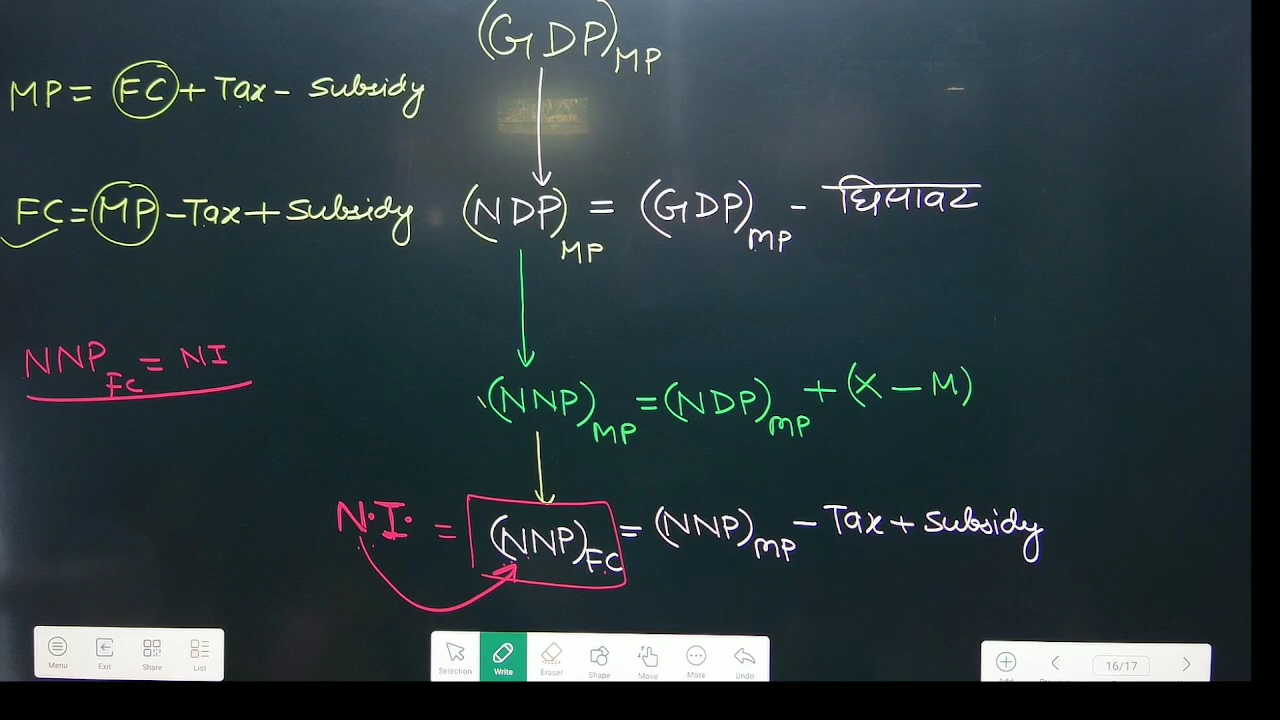 (GDP)MP
MP = FC + Tax - Subsidy
FC = MP - Tax + Subsidy
(NDP)MP = (GDP)MP - घिसावट
NNPFC = NI
(NNP)MP = (NDP)MP + (X - M)
N.I. = (NNP)FC = (NNP)MP - Tax + Subsidy
Menu Exit Share List
Selection Write Eraser Shape Move More Undo
16/17